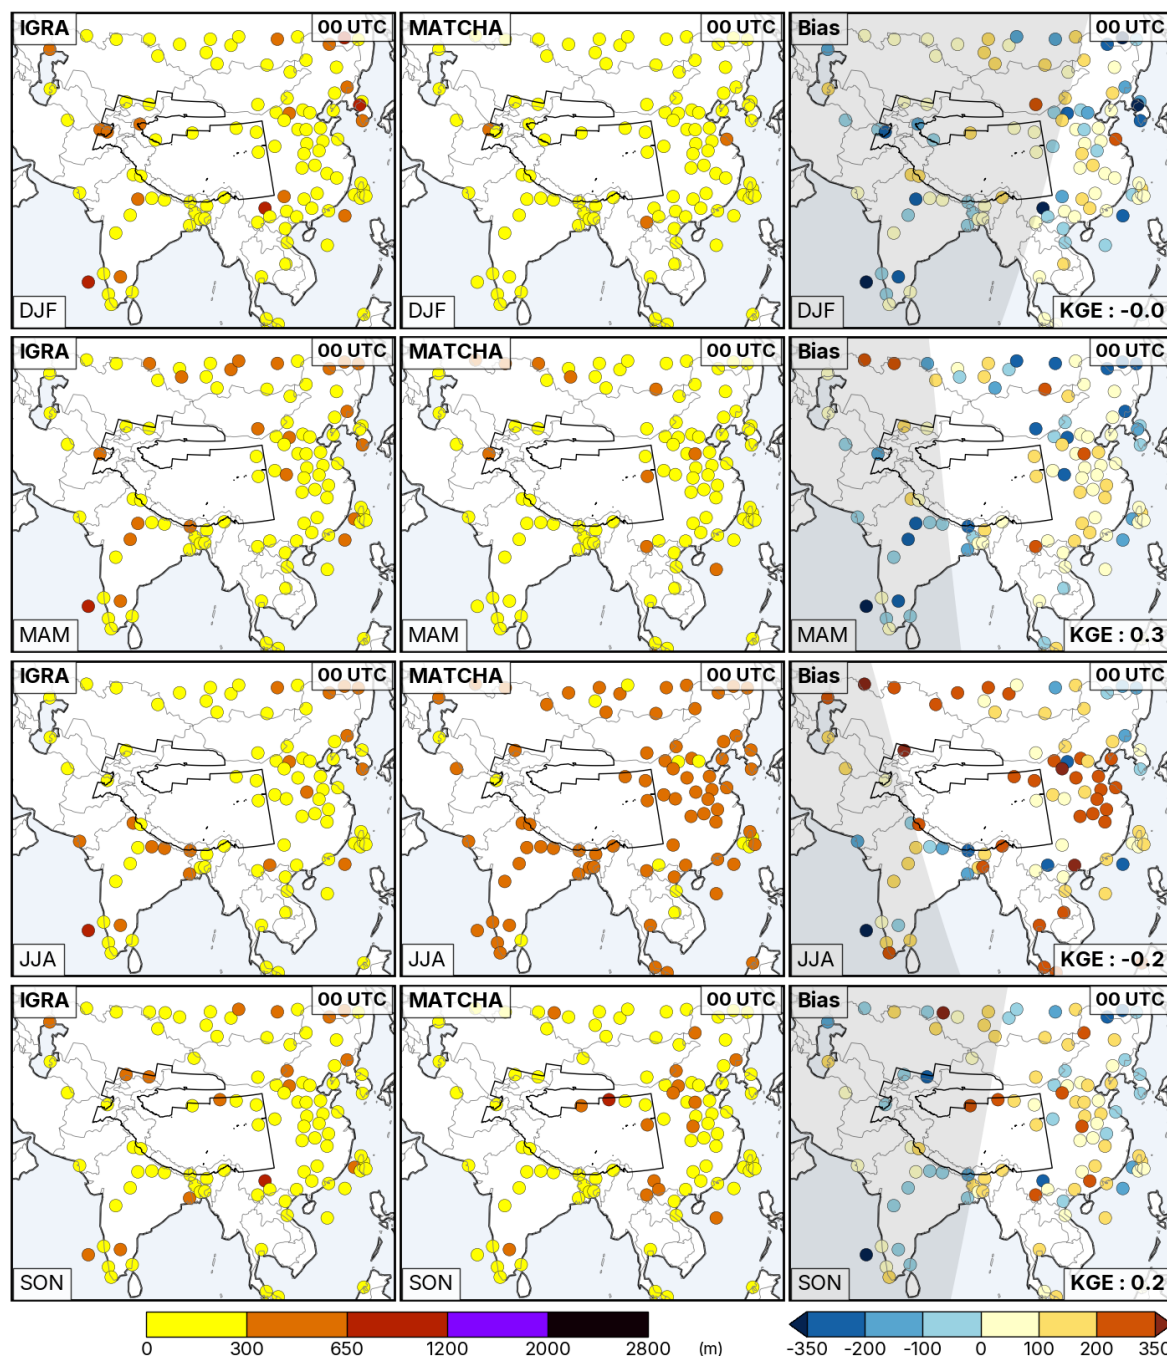 IGRA 00 UTC MATCHA 00 UTC Bias 00 UTC
DJF DJF DJF KGE : -0.0
IGRA 00 UTC MATCHA 00 UTC Bias 00 UTC
MAM MAM MAM KGE : 0.3
IGRA 00 UTC MATCHA 00 UTC Bias 00 UTC
JJA JJA JJA KGE : -0.2
IGRA 00 UTC MATCHA 00 UTC Bias 00 UTC
SON SON SON KGE : 0.2
0 300 650 1200 2000 2800 (m) -350 -200 -100 0 100 200 350